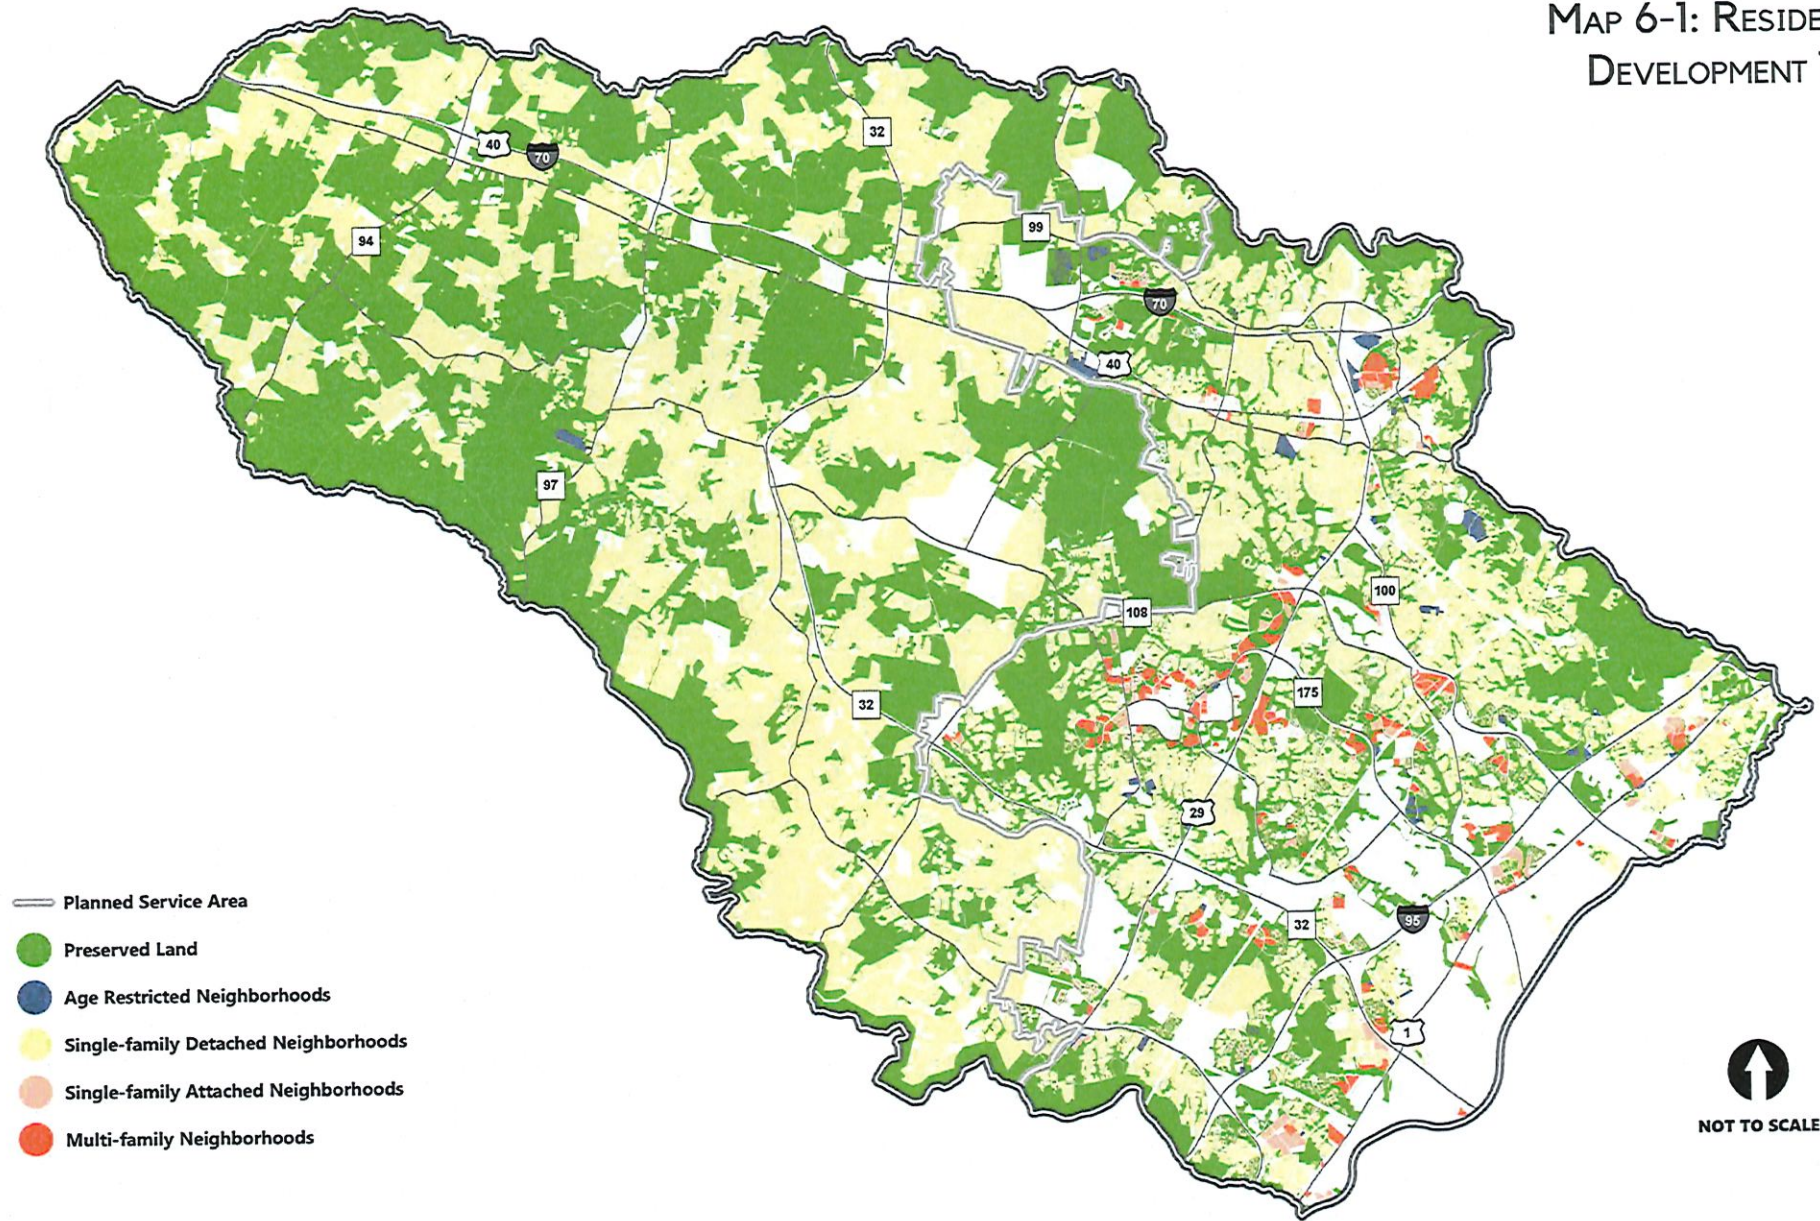 MAP 6-1: RESIDE
DEVELOPMENT
32
40
70
99
94
70
40
97
100
108
175
32
29
32
95
1
Planned Service Area
Preserved Land
Age Restricted Neighborhoods
Single-family Detached Neighborhoods
Single-family Attached Neighborhoods
Multi-family Neighborhoods
NOT TO SCALE